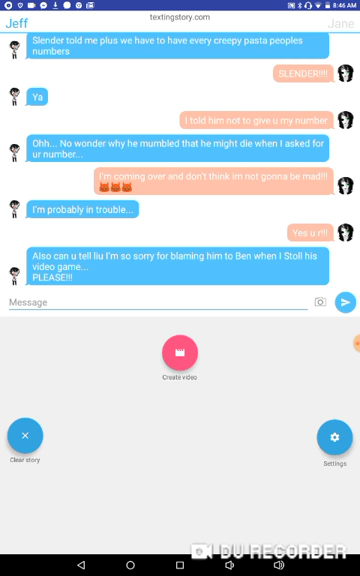 8:46 AM
textingstory.com
Jeff
Jane
Slender told me plus we have to have every creepy pasta peoples
numbers
SLENDER!!!!
Ya
I told him not to give u my number
Ohh... No wonder why he mumbled that he might die when I asked for
ur number...
I'm coming over and don't think im not gonna be mad!!!
I'm probably in trouble...
Yes u r!!!
Also can u tell liu I'm so sorry for blaming him to Ben when I Stoll his
video game...
PLEASE!!!
Message
Create video
Clear story
Settings
DU RECORDER